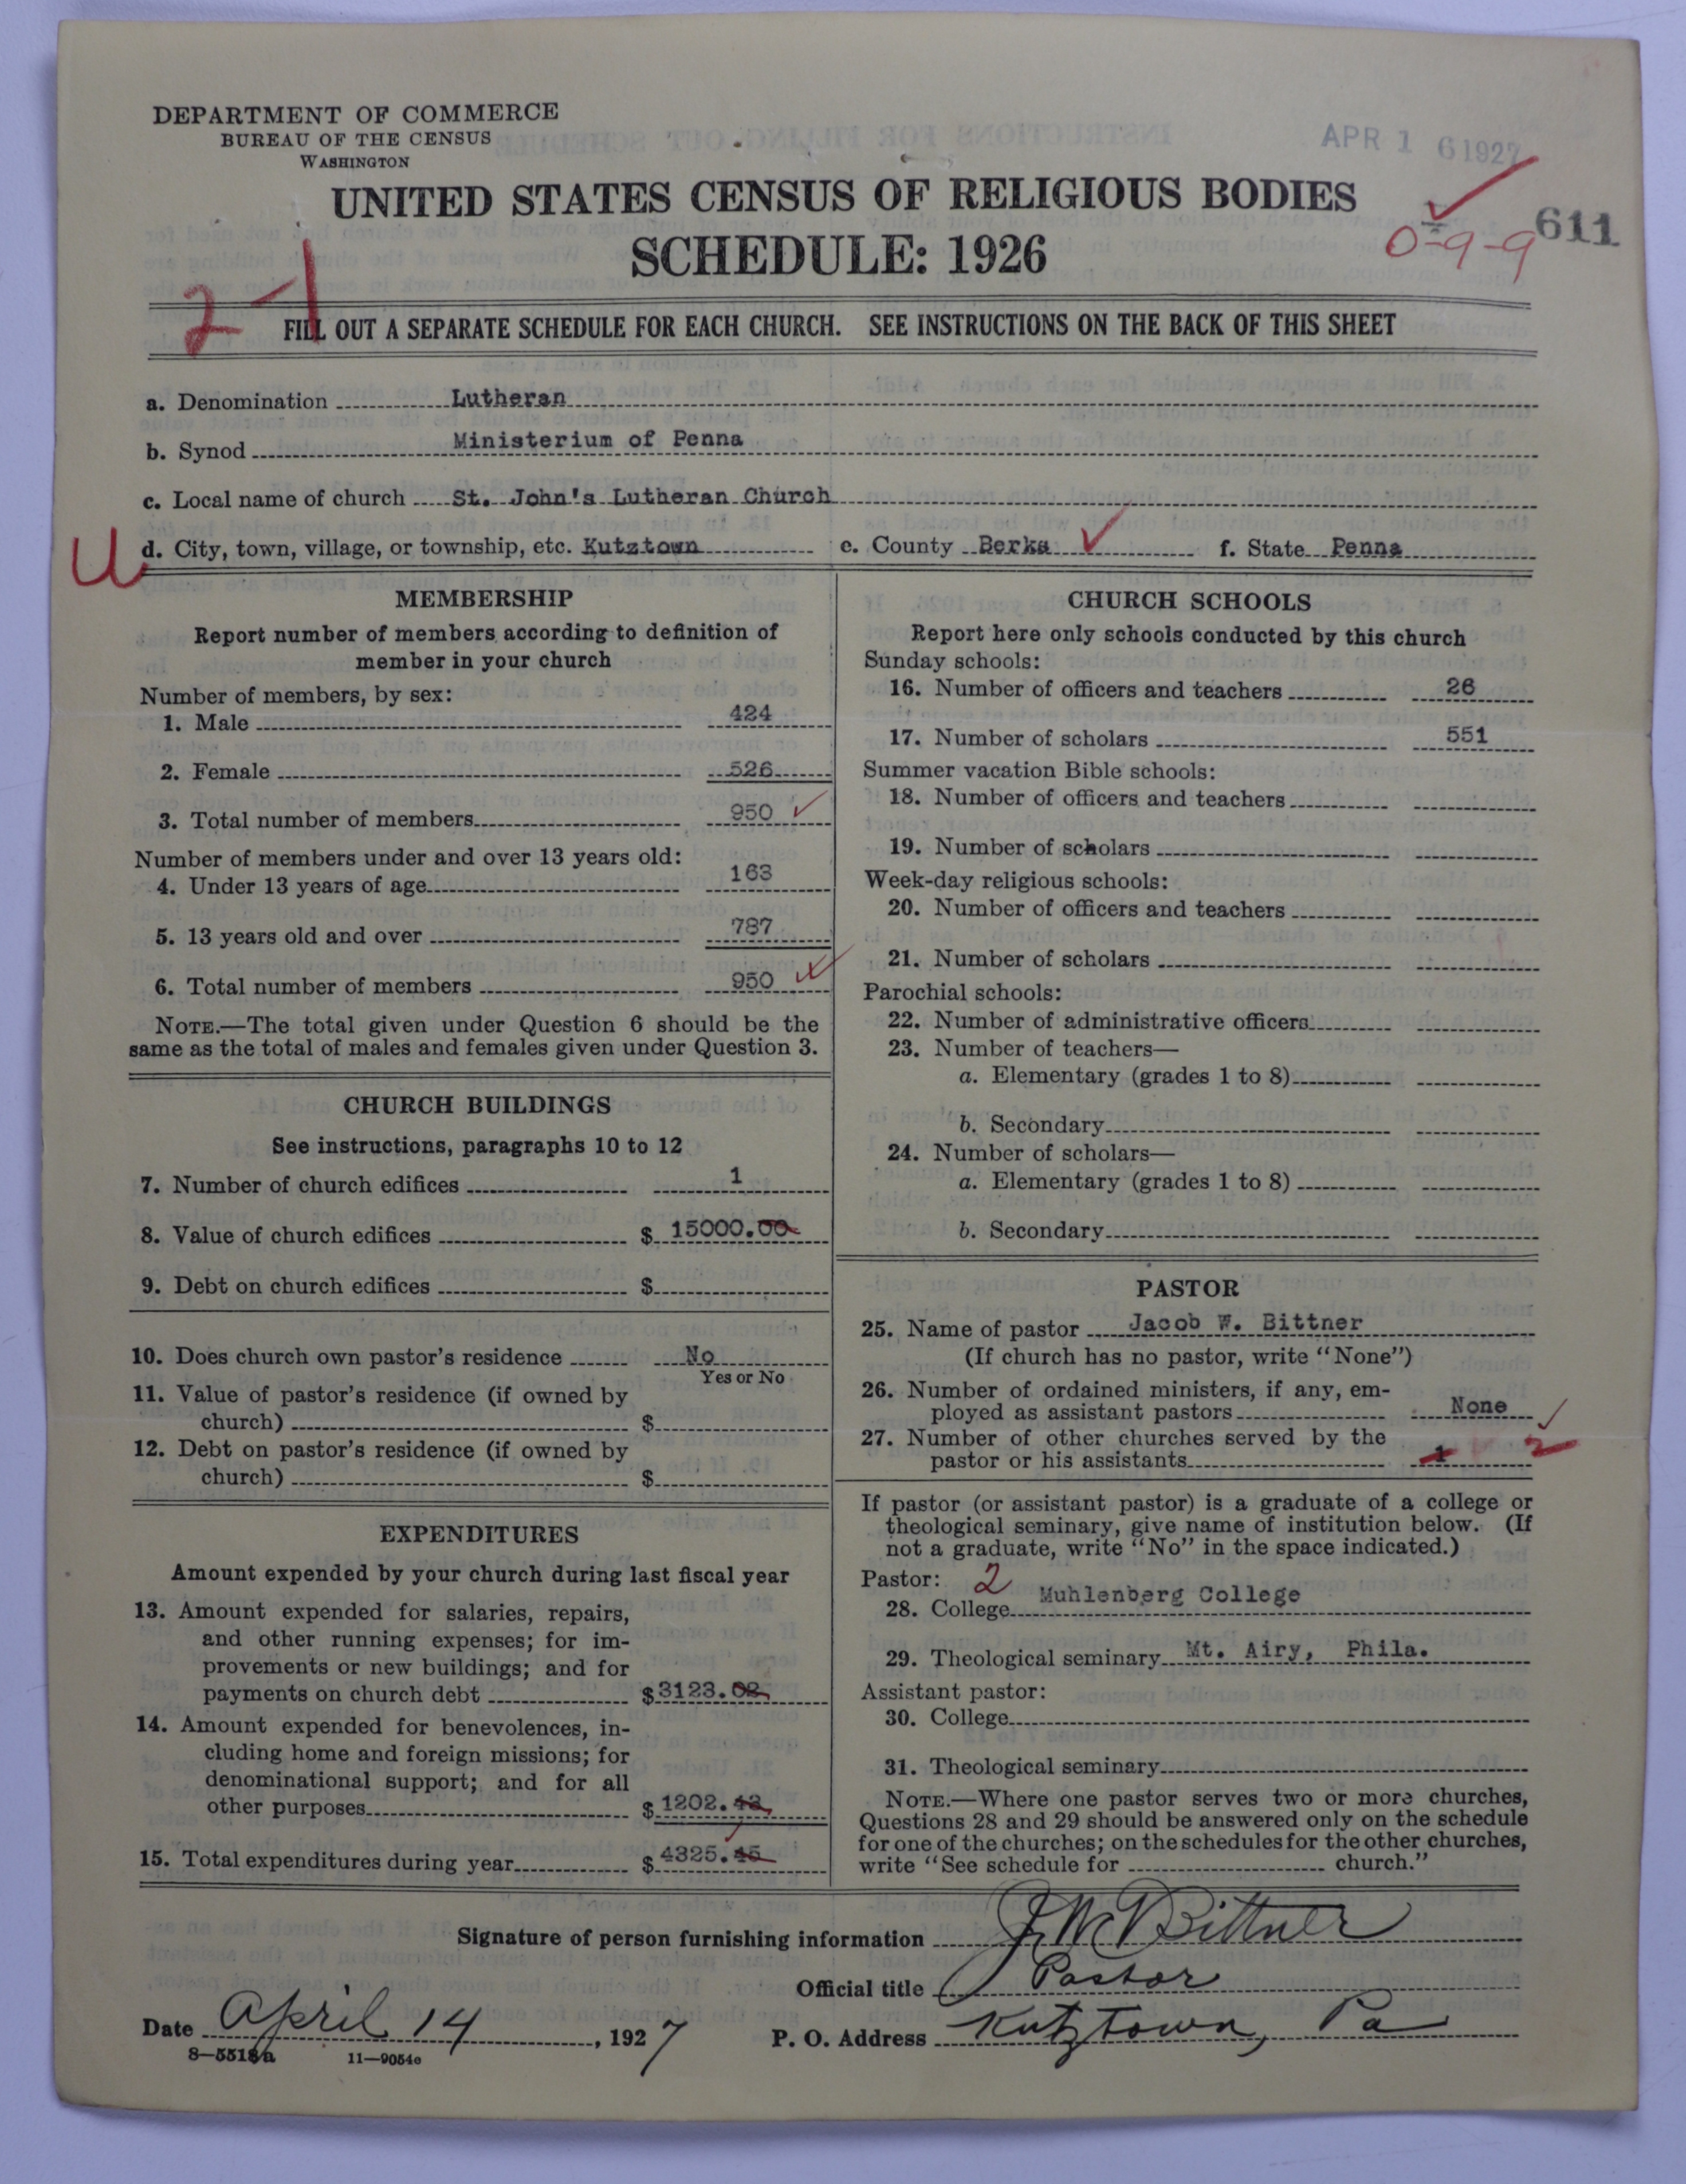 DEPARTMENT OF COMMERCE
BUREAU OF THE CENSUS
WASHINGTON
APR 16 1927
UNITED STATES CENSUS OF RELIGIOUS BODIES
SCHEDULE: 1926
0-9-9
611
2-1
FILL OUT A SEPARATE SCHEDULE FOR EACH CHURCH. SEE INSTRUCTIONS ON THE BACK OF THIS SHEET
a. Denomination Lutheran
b. Synod Ministerium of Penna
c. Local name of church St. John's Lutheran Church
U
d. City, town, village, or township, etc. Kutztown e. County Berks f. State Penna
MEMBERSHIP
Report number of members according to definition of
member in your church
Number of members, by sex:
1. Male 424
2. Female 526
3. Total number of members 950
Number of members under and over 13 years old:
4. Under 13 years of age 163
5. 13 years old and over 787
6. Total number of members 950
NOTE.—The total given under Question 6 should be the
same as the total of males and females given under Question 3.
CHURCH BUILDINGS
See instructions, paragraphs 10 to 12
7. Number of church edifices 1
8. Value of church edifices $ 15000.00
9. Debt on church edifices $
10. Does church own pastor's residence No
Yes or No
11. Value of pastor's residence (if owned by
church) $
12. Debt on pastor's residence (if owned by
church) $
EXPENDITURES
Amount expended by your church during last fiscal year
13. Amount expended for salaries, repairs,
and other running expenses; for im-
provements or new buildings; and for
payments on church debt $ 3123.02
14. Amount expended for benevolences, in-
cluding home and foreign missions; for
denominational support; and for all
other purposes $ 1202.43
15. Total expenditures during year $ 4325.45
CHURCH SCHOOLS
Report here only schools conducted by this church
Sunday schools:
16. Number of officers and teachers 26
17. Number of scholars 551
Summer vacation Bible schools:
18. Number of officers and teachers
19. Number of scholars
Week-day religious schools:
20. Number of officers and teachers
21. Number of scholars
Parochial schools:
22. Number of administrative officers
23. Number of teachers—
a. Elementary (grades 1 to 8)
b. Secondary
24. Number of scholars—
a. Elementary (grades 1 to 8)
b. Secondary
PASTOR
25. Name of pastor Jacob W. Bittner
(If church has no pastor, write "None")
26. Number of ordained ministers, if any, em-
ployed as assistant pastors None
27. Number of other churches served by the
pastor or his assistants 1 2
If pastor (or assistant pastor) is a graduate of a college or
theological seminary, give name of institution below. (If
not a graduate, write "No" in the space indicated.)
Pastor: 2
28. College Muhlenberg College
29. Theological seminary Mt. Airy, Phila.
Assistant pastor:
30. College
31. Theological seminary
NOTE.—Where one pastor serves two or more churches,
Questions 28 and 29 should be answered only on the schedule
for one of the churches; on the schedules for the other churches,
write "See schedule for church."
Signature of person furnishing information J. W. Bittner
Official title Pastor
Date April 14, 1927 P. O. Address Kutztown, Pa
8-5518a 11-9054e